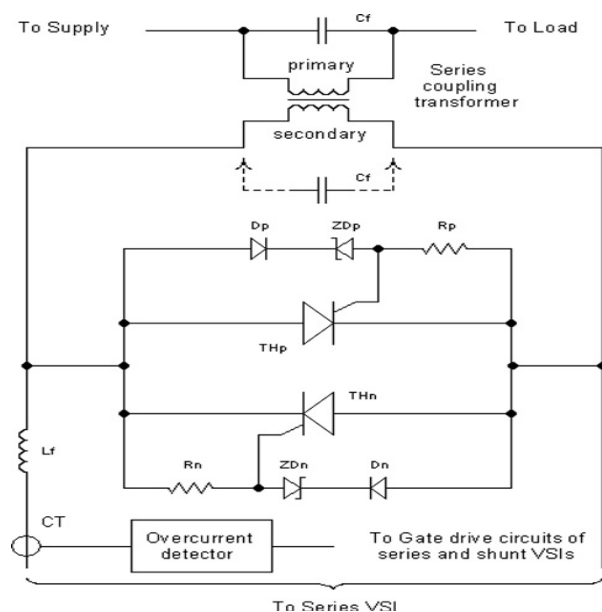 To Supply
Cf
To Load
primary
Series
coupling
transformer
secondary
Cf
Dp
ZDp
Rp
THp
THn
Lf
Rn
ZDn
Dn
CT
Overcurrent
detector
To Gate drive circuits of
series and shunt VSIs
To Series VSI